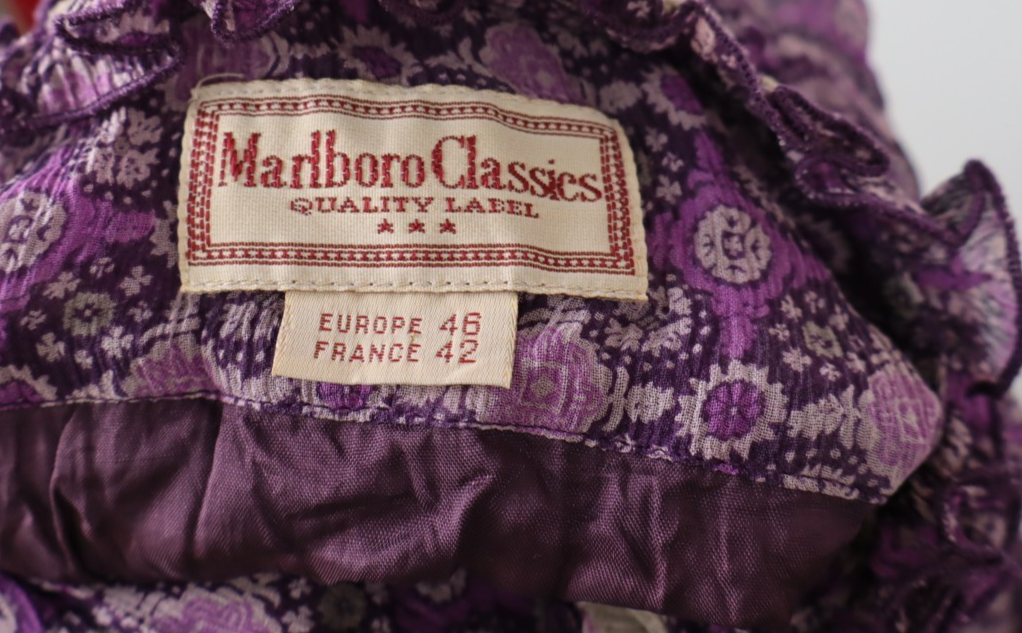 Marlboro Classics
QUALITY LABEL
★ ★ ★
EUROPE 46
FRANCE 42